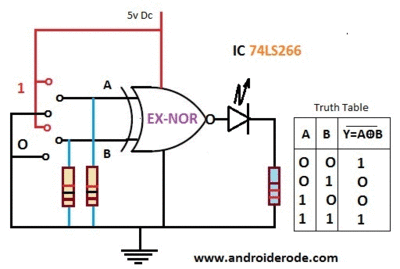 5v Dc
IC 74LS266
1
A
EX-NOR
0
B
Truth Table
A B Y=A⊕B
0 0 1
0 1 0
1 0 0
1 1 1
www.androiderode.com